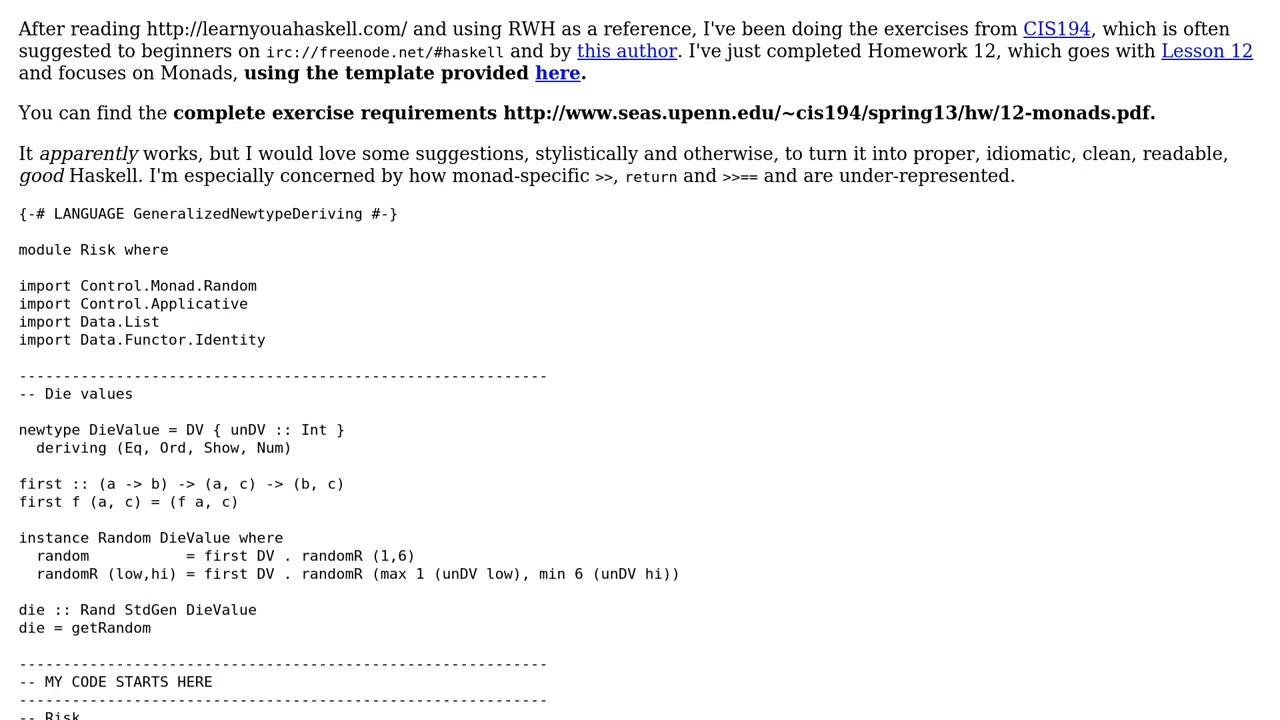 After reading http://learnyouahaskell.com/ and using RWH as a reference, I've been doing the exercises from CIS194, which is often
suggested to beginners on irc://freenode.net/#haskell and by this author. I've just completed Homework 12, which goes with Lesson 12
and focuses on Monads, using the template provided here.
You can find the complete exercise requirements http://www.seas.upenn.edu/~cis194/spring13/hw/12-monads.pdf.
It apparently works, but I would love some suggestions, stylistically and otherwise, to turn it into proper, idiomatic, clean, readable,
good Haskell. I'm especially concerned by how monad-specific >>, return and >>== and are under-represented.
{-# LANGUAGE GeneralizedNewtypeDeriving #-}
module Risk where
import Control.Monad.Random
import Control.Applicative
import Data.List
import Data.Functor.Identity
------------------------------------------------------------
-- Die values
newtype DieValue = DV { unDV :: Int }
  deriving (Eq, Ord, Show, Num)
first :: (a -> b) -> (a, c) -> (b, c)
first f (a, c) = (f a, c)
instance Random DieValue where
  random           = first DV . randomR (1,6)
  randomR (low,hi) = first DV . randomR (max 1 (unDV low), min 6 (unDV hi))
die :: Rand StdGen DieValue
die = getRandom
------------------------------------------------------------
-- MY CODE STARTS HERE
------------------------------------------------------------
-- Risk